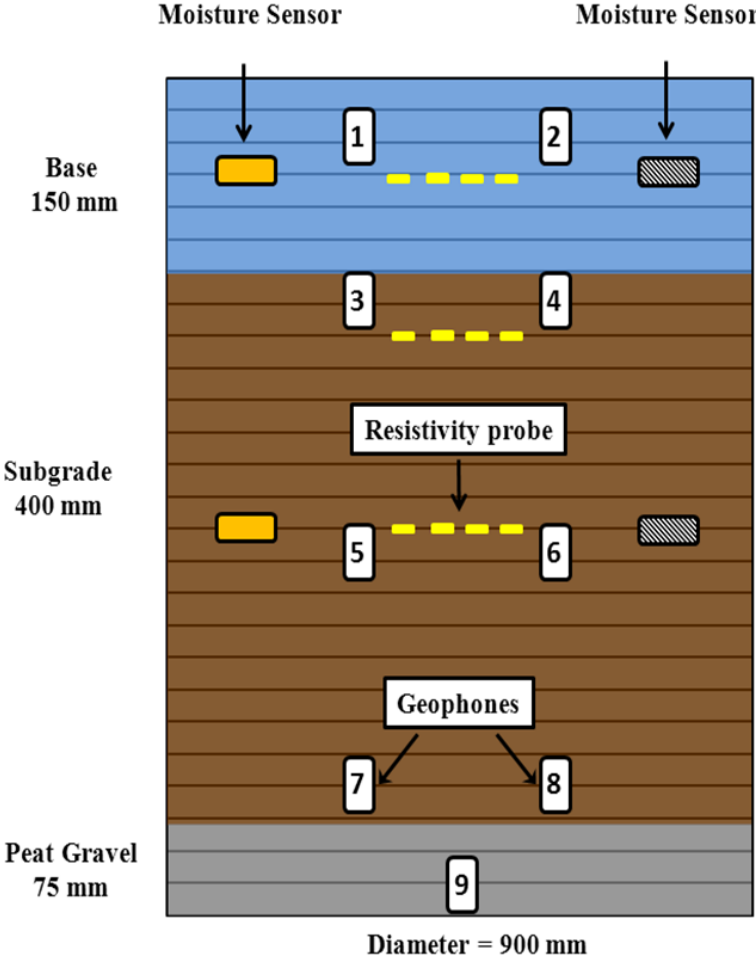 Moisture Sensor
Moisture Sensor
1
2
Base
150 mm
3
4
Resistivity probe
Subgrade
400 mm
5
6
Geophones
7
8
Peat Gravel
75 mm
9
Diameter = 900 mm